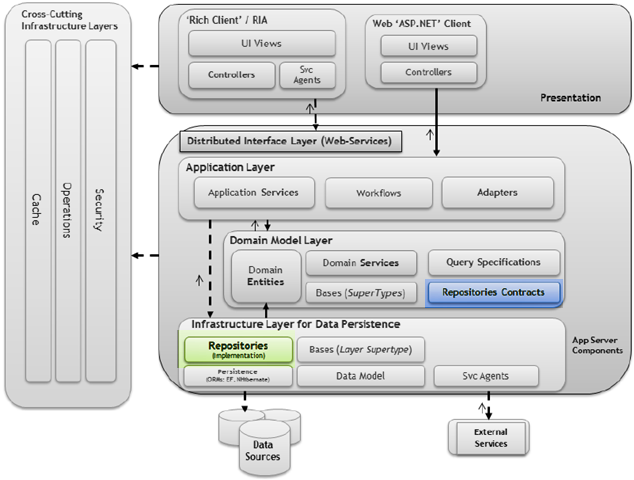 Cross-Cutting
Infrastructure Layers
Cache
Operations
Security
'Rich Client' / RIA
UI Views
Controllers
Svc
Agents
Web 'ASP.NET' Client
UI Views
Controllers
Presentation
Distributed Interface Layer (Web-Services)
Application Layer
Application Services
Workflows
Adapters
Domain Model Layer
Domain
Entities
Domain Services
Query Specifications
Bases (SuperTypes)
Repositories Contracts
Infrastructure Layer for Data Persistence
Repositories
(Implementation)
Bases (Layer Supertype)
Persistence
(ORMs: EF, NHibernate)
Data Model
Svc Agents
App Server
Components
Data
Sources
External
Services